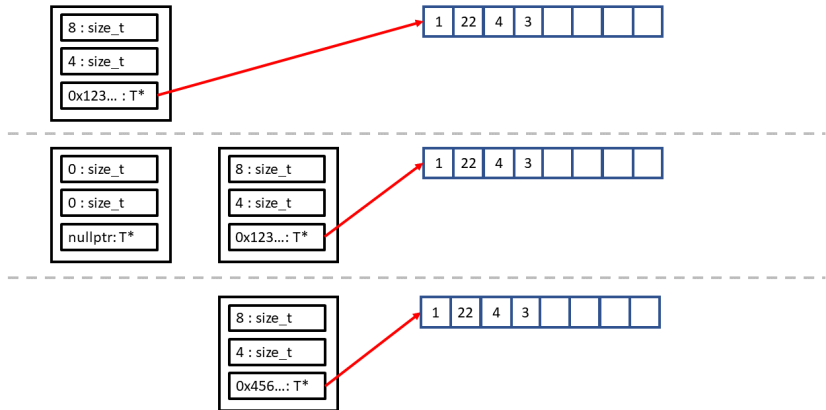 8 : size_t
1 22 4 3
4 : size_t
0x123... : T*
0 : size_t
8 : size_t
1 22 4 3
0 : size_t
4 : size_t
nullptr: T*
0x123...: T*
8 : size_t
1 22 4 3
4 : size_t
0x456...: T*